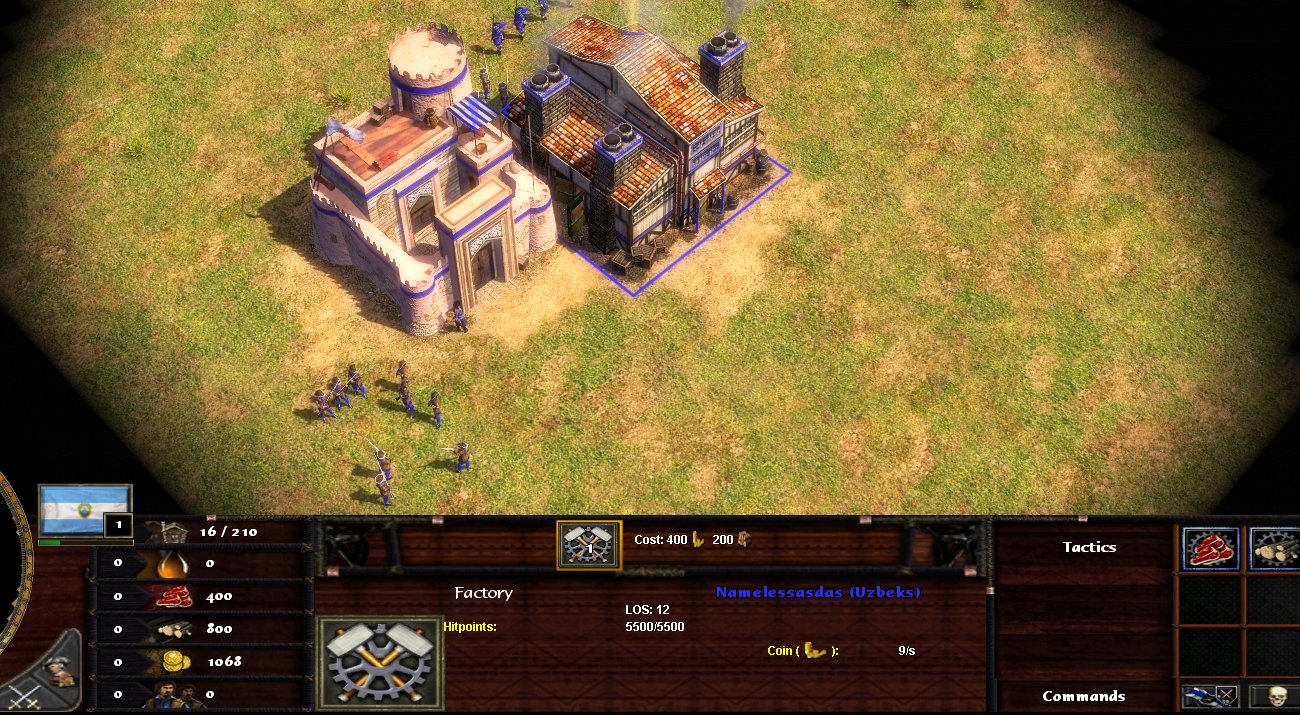 1
16 / 210
Cost: 400 200
Tactics
0 0
Factory
Namelessasdas (Uzbeks)
0 400
LOS: 12
Hitpoints: 5500/5500
0 800
Coin ( ): 9/s
0 1068
0 0
Commands
1